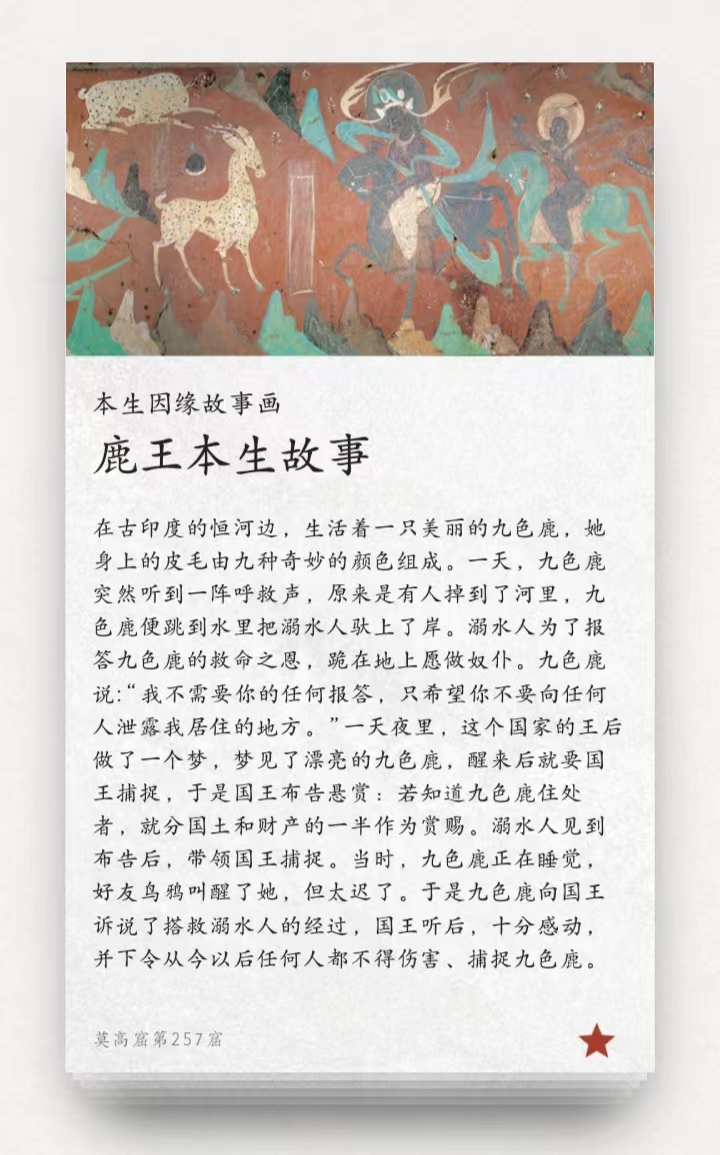 本生因缘故事画
鹿王本生故事
在古印度的恒河边，生活着一只美丽的九色鹿，她
身上的皮毛由九种奇妙的颜色组成。一天，九色鹿
突然听到一阵呼救声，原来是有人掉到了河里，九
色鹿便跳到水里把溺水人驮上了岸。溺水人为了报
答九色鹿的救命之恩，跪在地上愿做奴仆。九色鹿
说:“我不需要你的任何报答，只希望你不要向任何
人泄露我居住的地方。”一天夜里，这个国家的王后
做了一个梦，梦见了漂亮的九色鹿，醒来后就要国
王捕捉，于是国王布告悬赏：若知道九色鹿住处
者，就分国土和财产的一半作为赏赐。溺水人见到
布告后，带领国王捕捉。当时，九色鹿正在睡觉，
好友鸟鸦叫醒了她，但太迟了。于是九色鹿向国王
诉说了搭救溺水人的经过，国王听后，十分感动，
并下令从今以后任何人都不得伤害、捕捉九色鹿。
莫高窟第257窟